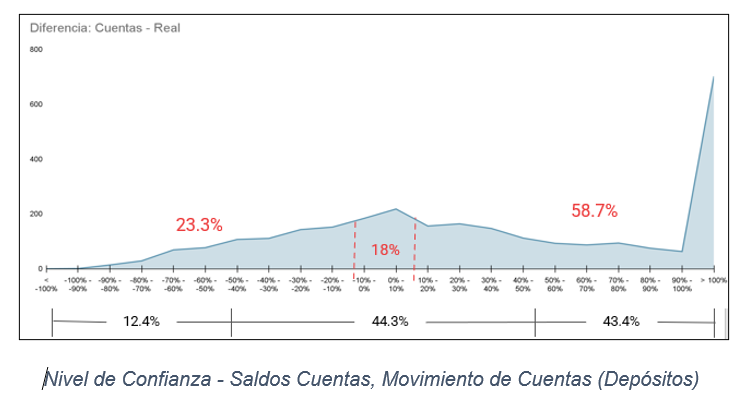 Diferencia: Cuentas - Real
800
600
400
200
0
23.3%
18%
58.7%
< -100%
-100% - -90%
-90% - -80%
-80% - -70%
-70% - -60%
-60% - -50%
-50% - -40%
-40% - -30%
-30% - -20%
-20% - -10%
-10% - 0%
0% - 10%
10% - 20%
20% - 30%
30% - 40%
40% - 50%
50% - 60%
60% - 70%
70% - 80%
80% - 90%
90% - 100%
> 100%
12.4%
44.3%
43.4%
Nivel de Confianza - Saldos Cuentas, Movimiento de Cuentas (Depósitos)